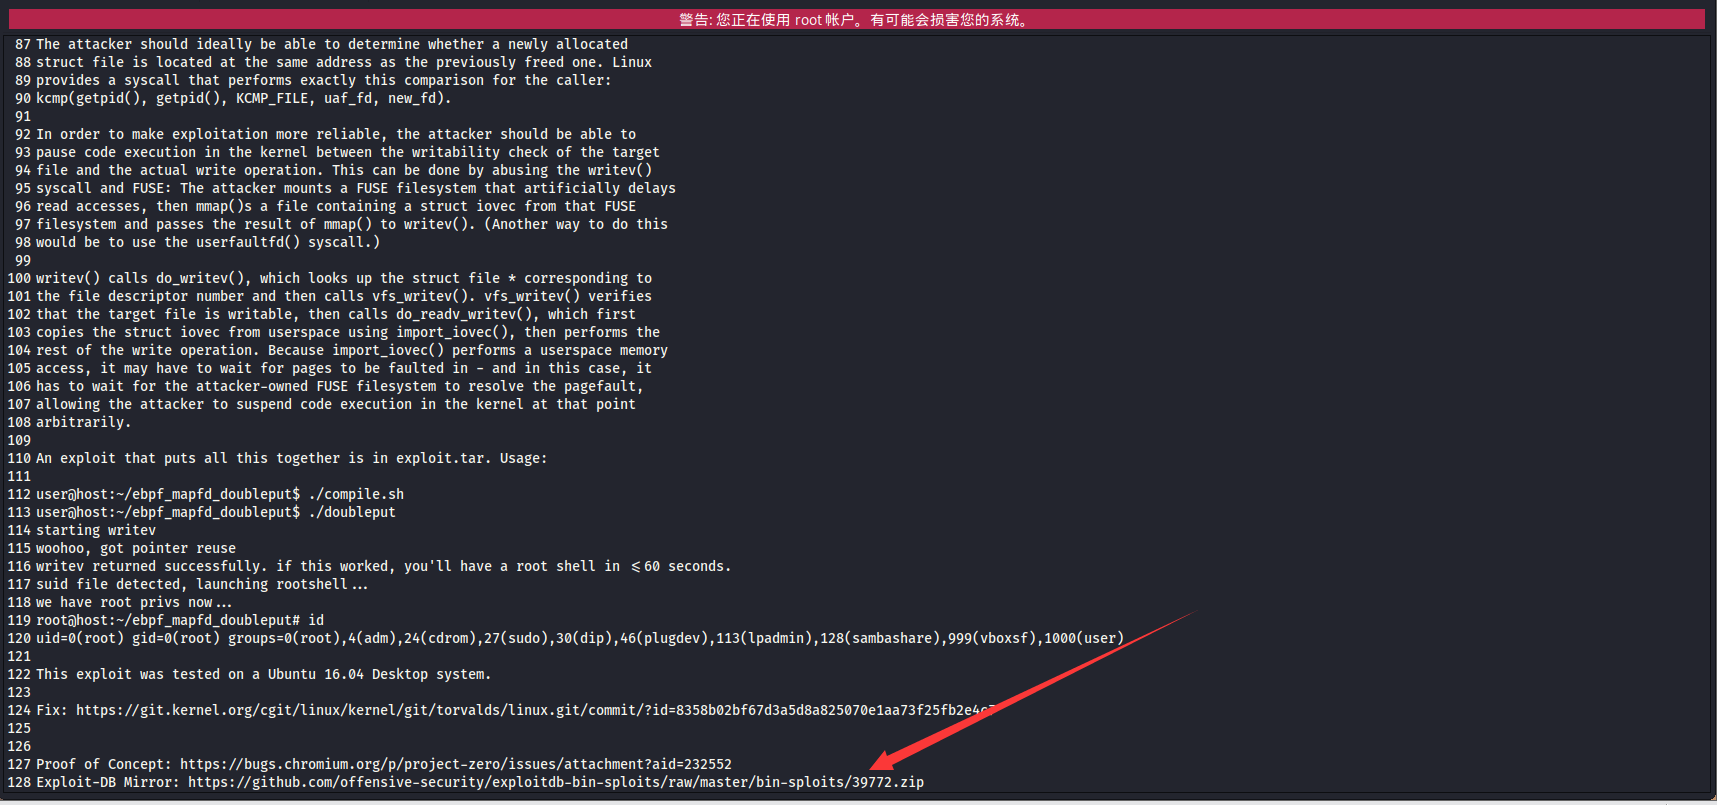 警告: 您正在使用 root 帐户。有可能会损害您的系统。
87 The attacker should ideally be able to determine whether a newly allocated
88 struct file is located at the same address as the previously freed one. Linux
89 provides a syscall that performs exactly this comparison for the caller:
90 kcmp(getpid(), getpid(), KCMP_FILE, uaf_fd, new_fd).
91
92 In order to make exploitation more reliable, the attacker should be able to
93 pause code execution in the kernel between the writability check of the target
94 file and the actual write operation. This can be done by abusing the writev()
95 syscall and FUSE: The attacker mounts a FUSE filesystem that artificially delays
96 read accesses, then mmap()s a file containing a struct iovec from that FUSE
97 filesystem and passes the result of mmap() to writev(). (Another way to do this
98 would be to use the userfaultfd() syscall.)
99
100 writev() calls do_writev(), which looks up the struct file * corresponding to
101 the file descriptor number and then calls vfs_writev(). vfs_writev() verifies
102 that the target file is writable, then calls do_readv_writev(), which first
103 copies the struct iovec from userspace using import_iovec(), then performs the
104 rest of the write operation. Because import_iovec() performs a userspace memory
105 access, it may have to wait for pages to be faulted in - and in this case, it
106 has to wait for the attacker-owned FUSE filesystem to resolve the pagefault,
107 allowing the attacker to suspend code execution in the kernel at that point
108 arbitrarily.
109
110 An exploit that puts all this together is in exploit.tar. Usage:
111
112 user@host:~/ebpf_mapfd_doubleput$ ./compile.sh
113 user@host:~/ebpf_mapfd_doubleput$ ./doubleput
114 starting writev
115 woohoo, got pointer reuse
116 writev returned successfully. if this worked, you'll have a root shell in <=60 seconds.
117 suid file detected, launching rootshell...
118 we have root privs now...
119 root@host:~/ebpf_mapfd_doubleput# id
120 uid=0(root) gid=0(root) groups=0(root),4(adm),24(cdrom),27(sudo),30(dip),46(plugdev),113(lpadmin),128(sambashare),999(vboxsf),1000(user)
121
122 This exploit was tested on a Ubuntu 16.04 Desktop system.
123
124 Fix: https://git.kernel.org/cgit/linux/kernel/git/torvalds/linux.git/commit/?id=8358b02bf67d3a5d8a825070e1aa73f25fb2e4c7
125
126
127 Proof of Concept: https://bugs.chromium.org/p/project-zero/issues/attachment?aid=232552
128 Exploit-DB Mirror: https://github.com/offensive-security/exploitdb-bin-sploits/raw/master/bin-sploits/39772.zip